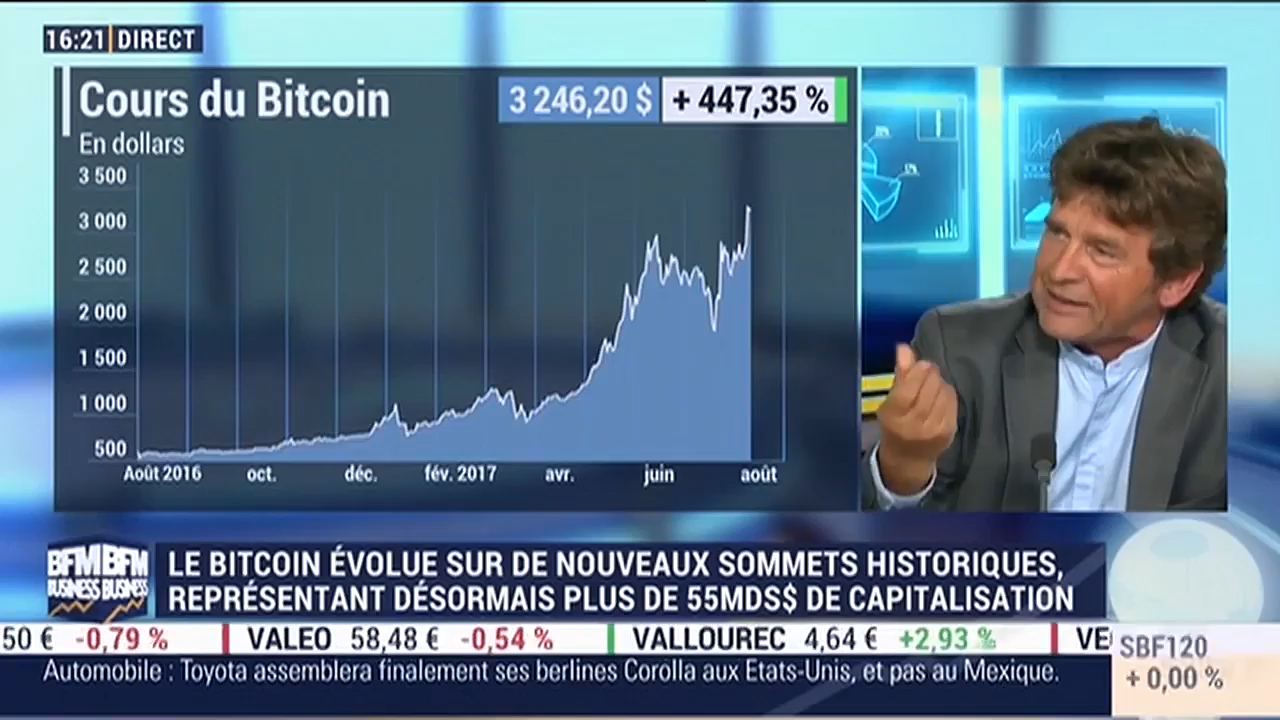 16:21 DIRECT
Cours du Bitcoin
3 246,20 $ + 447,35 %
En dollars
3 500
3 000
2 500
2 000
1 500
1 000
500
Août 2016 oct. déc. fév. 2017 avr. juin août
BFM BFM
BUSINESS BUSINESS
LE BITCOIN ÉVOLUE SUR DE NOUVEAUX SOMMETS HISTORIQUES,
REPRÉSENTANT DÉSORMAIS PLUS DE 55MDS$ DE CAPITALISATION
50 € -0,79 % VALEO 58,48 € -0,54 % VALLOUREC 4,64 € +2,93 % VE
SBF120
+ 0,00 %
Automobile : Toyota assemblera finalement ses berlines Corolla aux Etats-Unis, et pas au Mexique.